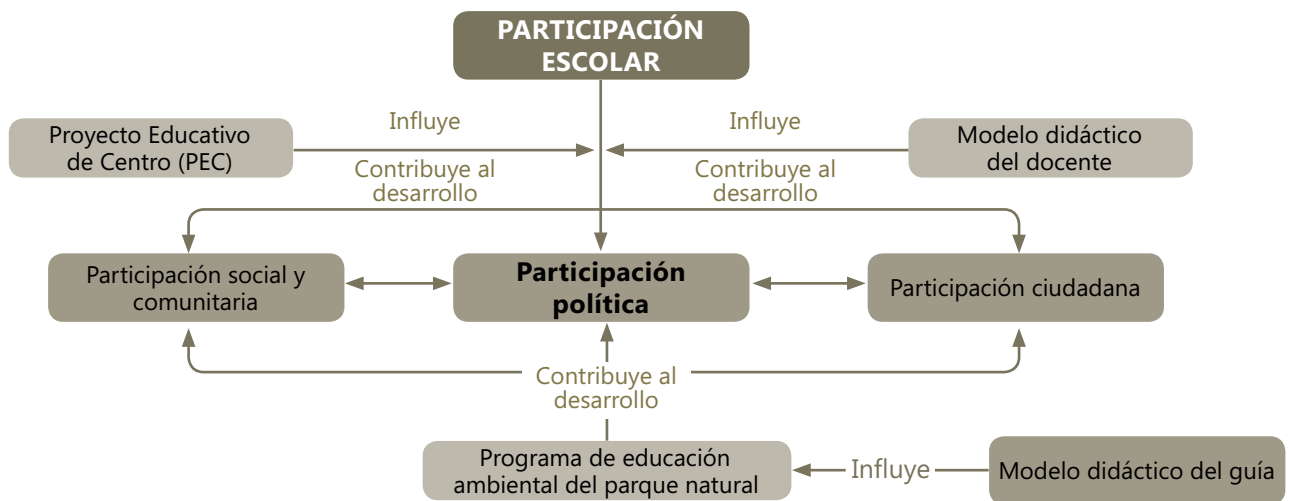 PARTICIPACIÓN
ESCOLAR
Influye
Influye
Proyecto Educativo
de Centro (PEC)
Modelo didáctico
del docente
Contribuye al
desarrollo
Contribuye al
desarrollo
Participación social y
comunitaria
Participación
política
Participación ciudadana
Contribuye al
desarrollo
Programa de educación
ambiental del parque natural
Influye
Modelo didáctico del guía